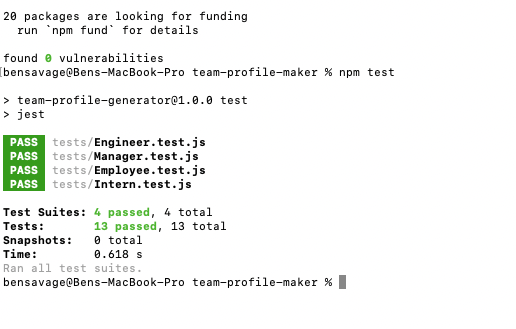 20 packages are looking for funding
  run `npm fund` for details

found 0 vulnerabilities
[bensavage@Bens-MacBook-Pro team-profile-maker % npm test

> team-profile-generator@1.0.0 test
> jest

PASS tests/Engineer.test.js
PASS tests/Manager.test.js
PASS tests/Employee.test.js
PASS tests/Intern.test.js

Test Suites: 4 passed, 4 total
Tests:       13 passed, 13 total
Snapshots:   0 total
Time:        0.618 s
Ran all test suites.
bensavage@Bens-MacBook-Pro team-profile-maker %